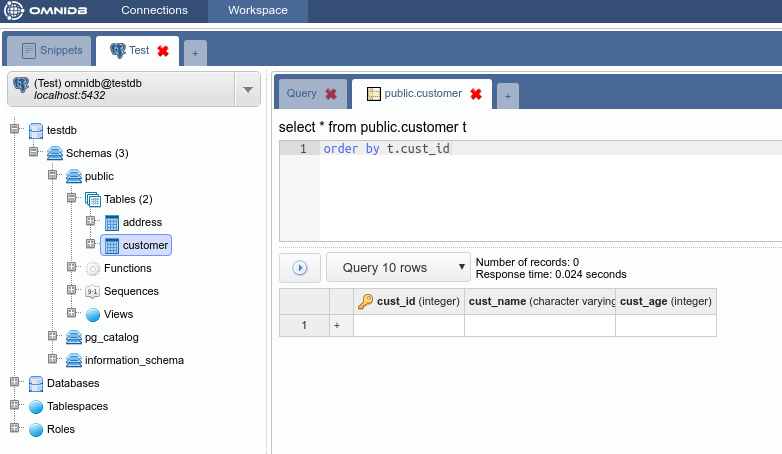 OMNIDB Connections Workspace
Snippets Test +
(Test) omnidb@testdb
localhost:5432
testdb
Schemas (3)
public
Tables (2)
address
customer
Functions
9-1 Sequences
Views
pg_catalog
information_schema
Databases
Tablespaces
Roles
Query public.customer +
select * from public.customer t
1 order by t.cust_id
Query 10 rows
Number of records: 0
Response time: 0.024 seconds
cust_id (integer) cust_name (character varying cust_age (integer)
1 +